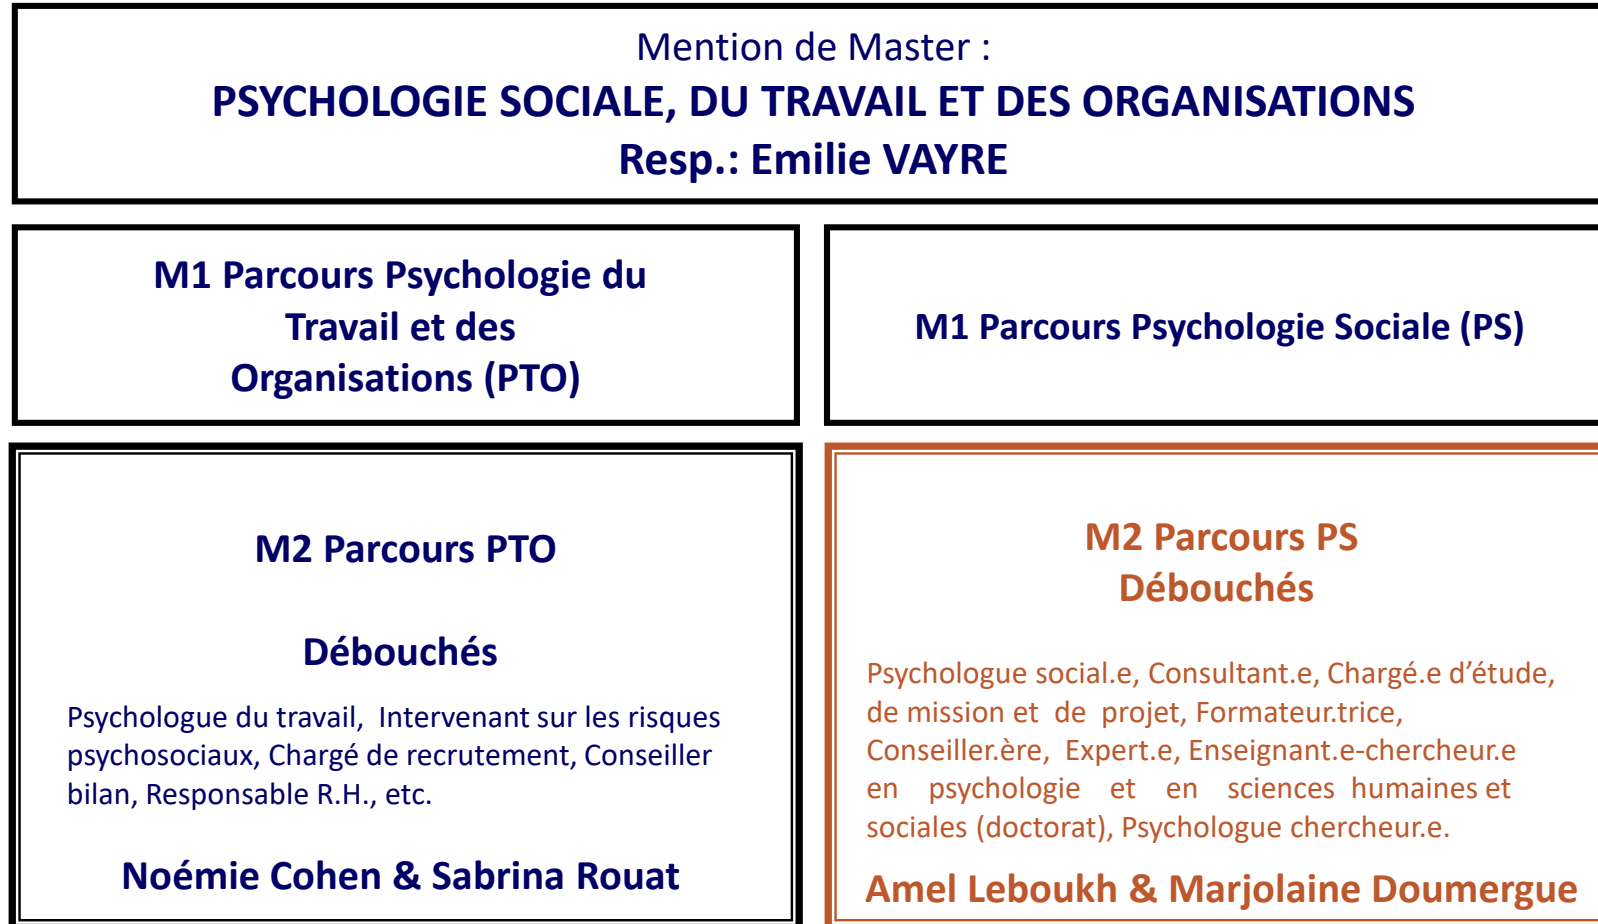 Mention de Master :
PSYCHOLOGIE SOCIALE, DU TRAVAIL ET DES ORGANISATIONS
Resp.: Emilie VAYRE
M1 Parcours Psychologie du
Travail et des
Organisations (PTO)
M1 Parcours Psychologie Sociale (PS)
M2 Parcours PTO
Débouchés
Psychologue du travail, Intervenant sur les risques
psychosociaux, Chargé de recrutement, Conseiller
bilan, Responsable R.H., etc.
Noémie Cohen & Sabrina Rouat
M2 Parcours PS
Débouchés
Psychologue social.e, Consultant.e, Chargé.e d’étude,
de mission et de projet, Formateur.trice,
Conseiller.ère, Expert.e, Enseignant.e-chercheur.e
en psychologie et en sciences humaines et
sociales (doctorat), Psychologue chercheur.e.
Amel Leboukh & Marjolaine Doumergue